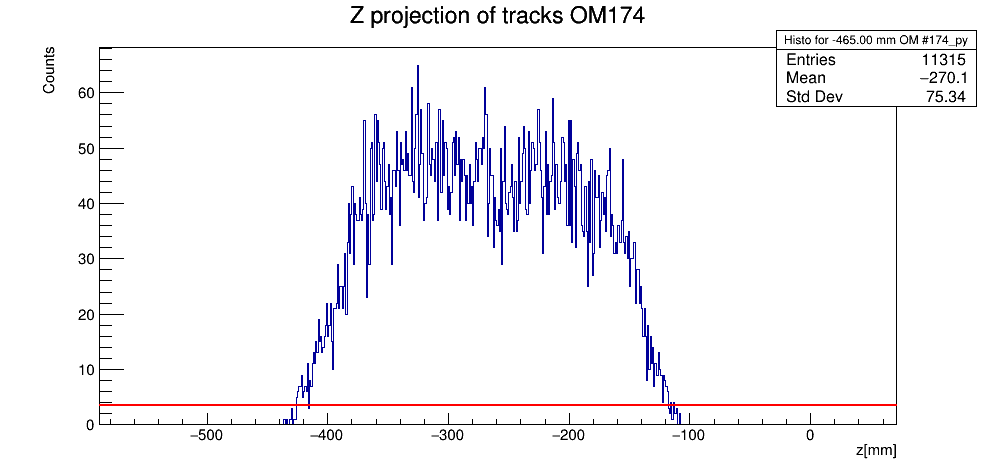 Z projection of tracks OM174
Histo for -465.00 mm OM #174_py
Entries 11315
Mean −270.1
Std Dev 75.34
Counts
60
50
40
30
20
10
0
−500 −400 −300 −200 −100 0
z[mm]